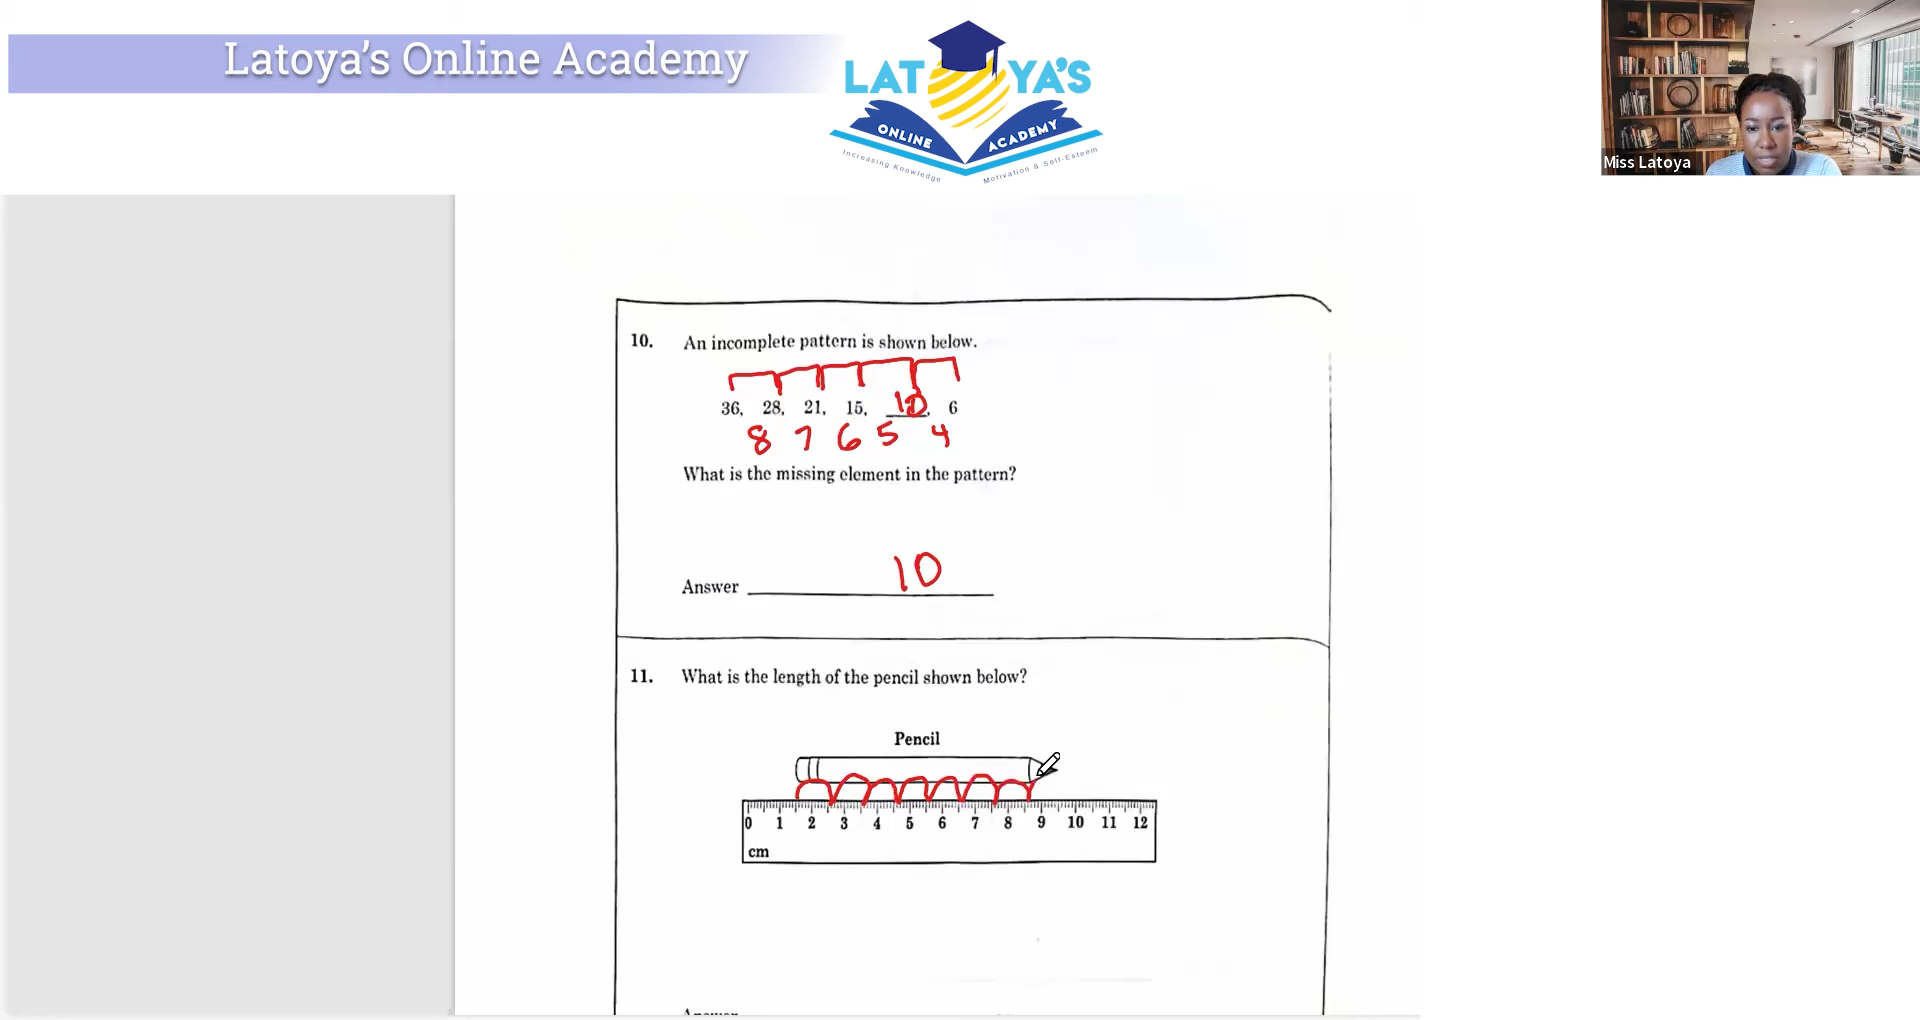 Latoya's Online Academy
LATOYA'S
ONLINE ACADEMY
Increasing Knowledge Motivation & Self-Esteem
Miss Latoya
10. An incomplete pattern is shown below.
36, 28, 21, 15, 10, 6
8 7 6 5 4
What is the missing element in the pattern?
Answer 10
11. What is the length of the pencil shown below?
Pencil
0 1 2 3 4 5 6 7 8 9 10 11 12
cm